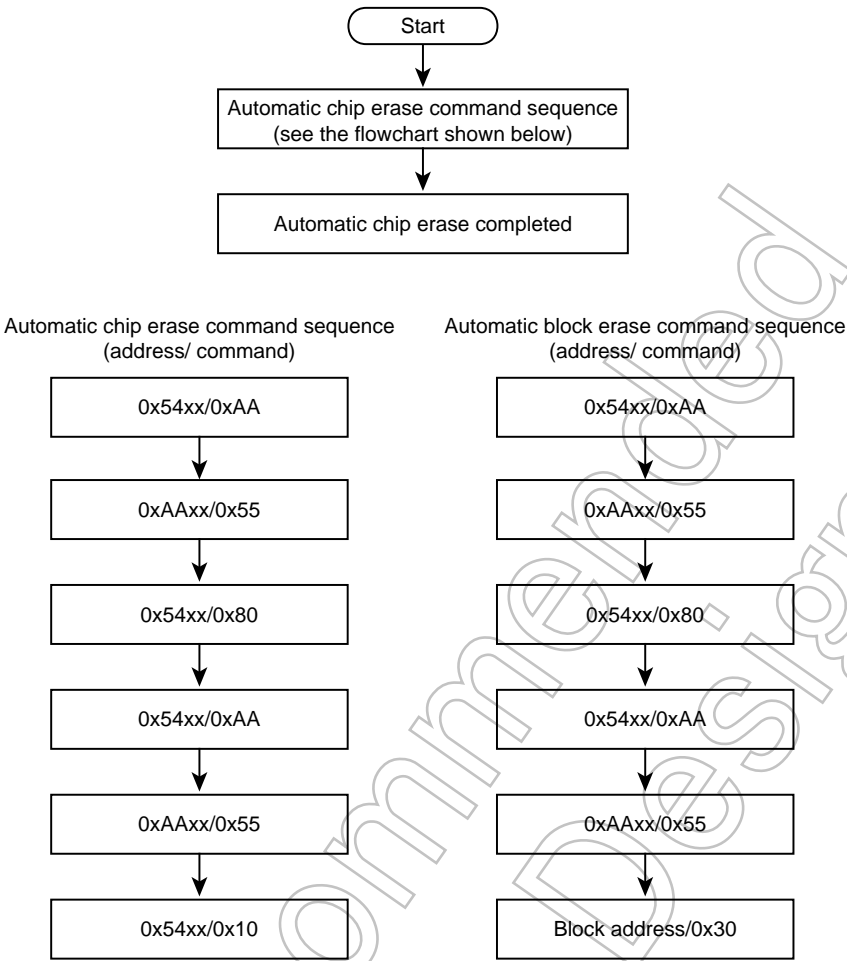 Start
Automatic chip erase command sequence
(see the flowchart shown below)
Automatic chip erase completed
Automatic chip erase command sequence
(address/ command)
0x54xx/0xAA
0xAAxx/0x55
0x54xx/0x80
0x54xx/0xAA
0xAAxx/0x55
0x54xx/0x10
Automatic block erase command sequence
(address/ command)
0x54xx/0xAA
0xAAxx/0x55
0x54xx/0x80
0x54xx/0xAA
0xAAxx/0x55
Block address/0x30